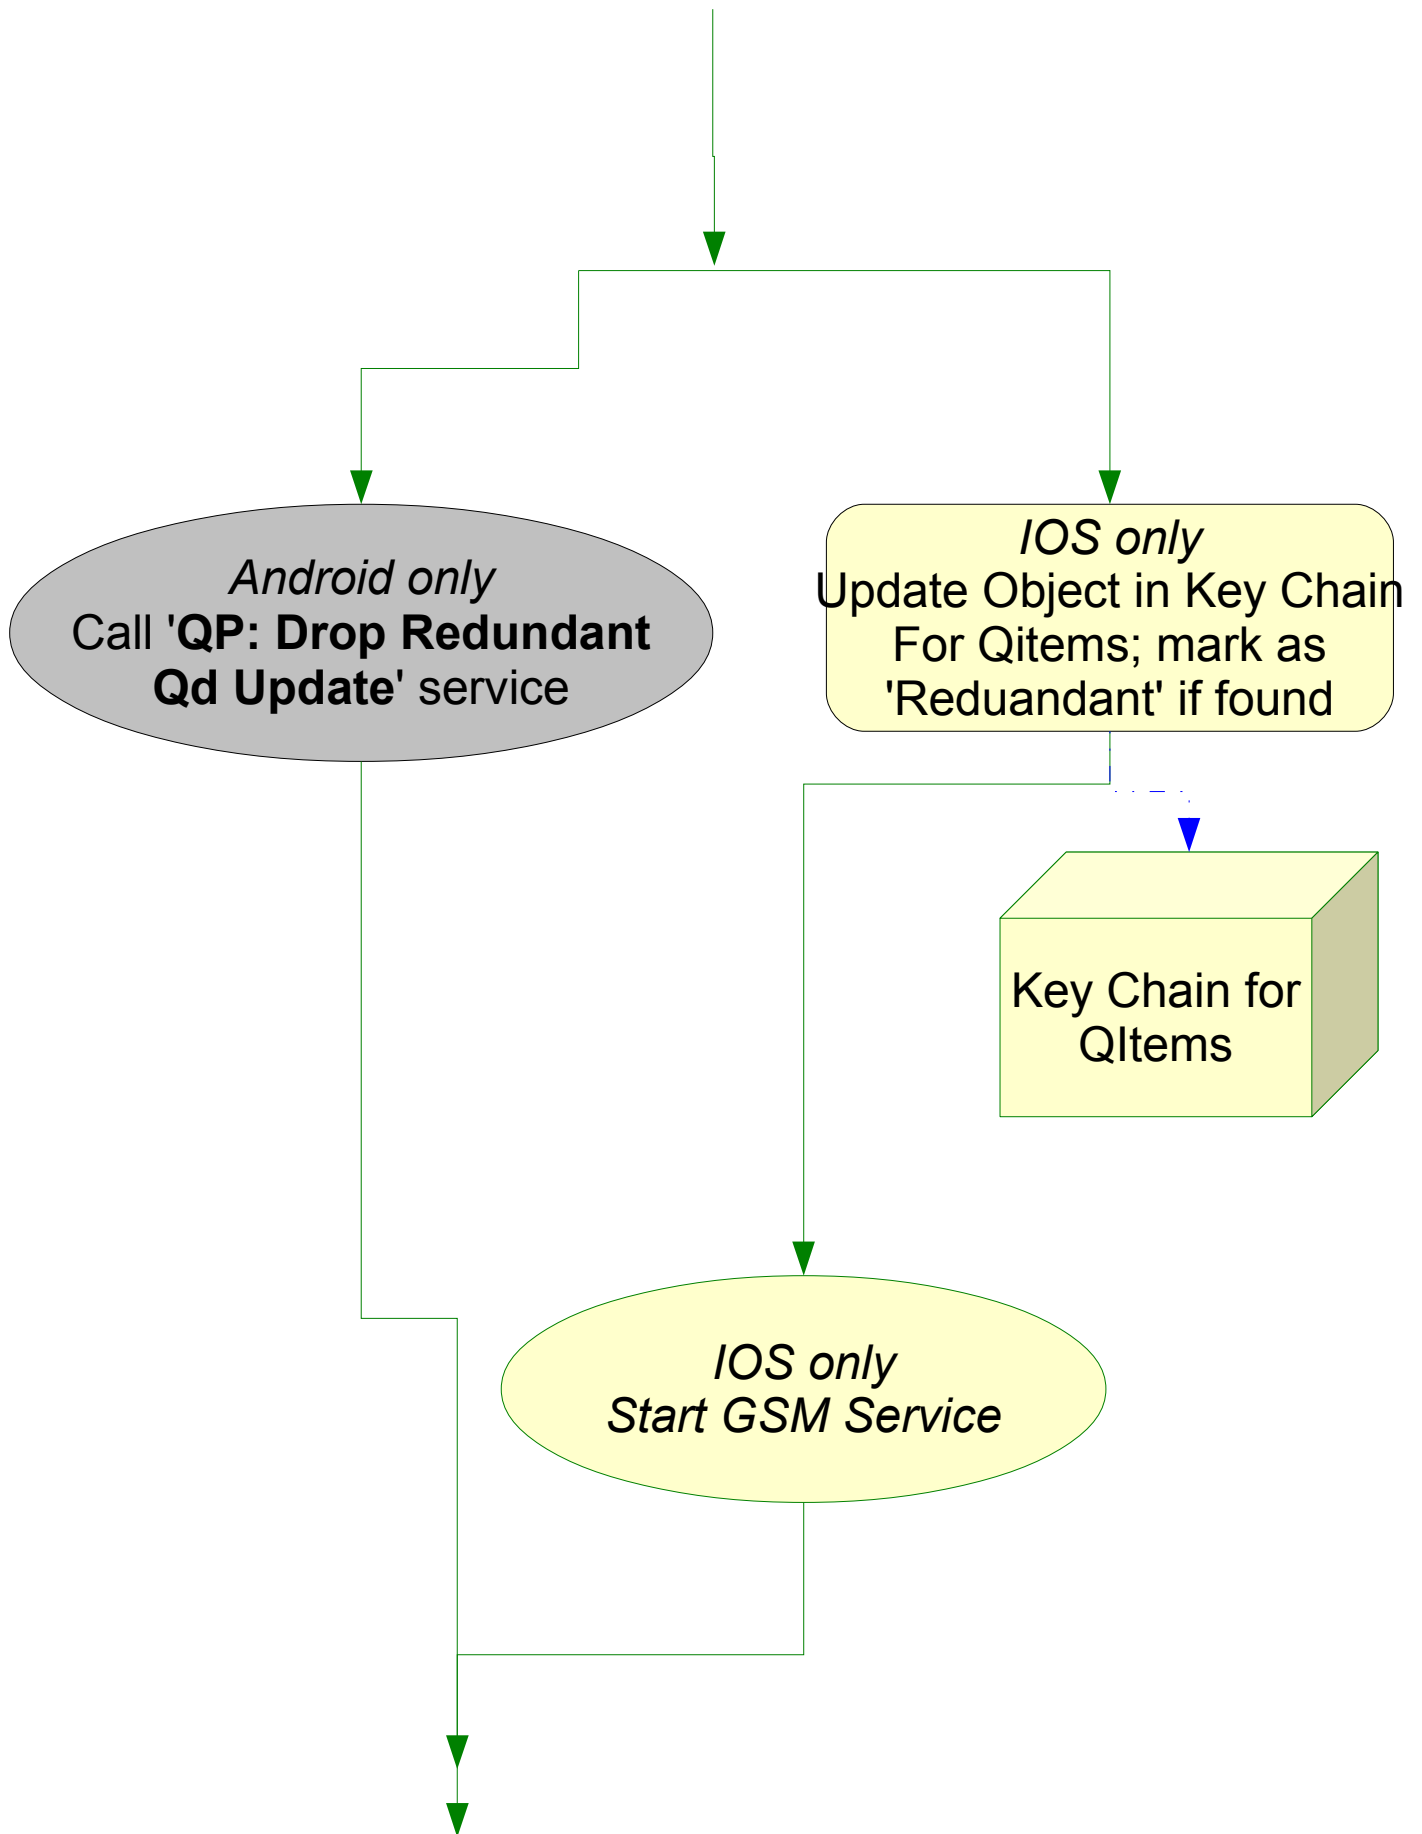 Android only
Call 'QP: Drop Redundant
Qd Update' service
IOS only
Update Object in Key Chain
For Qitems; mark as
'Reduandant' if found
Key Chain for
QItems
IOS only
Start GSM Service